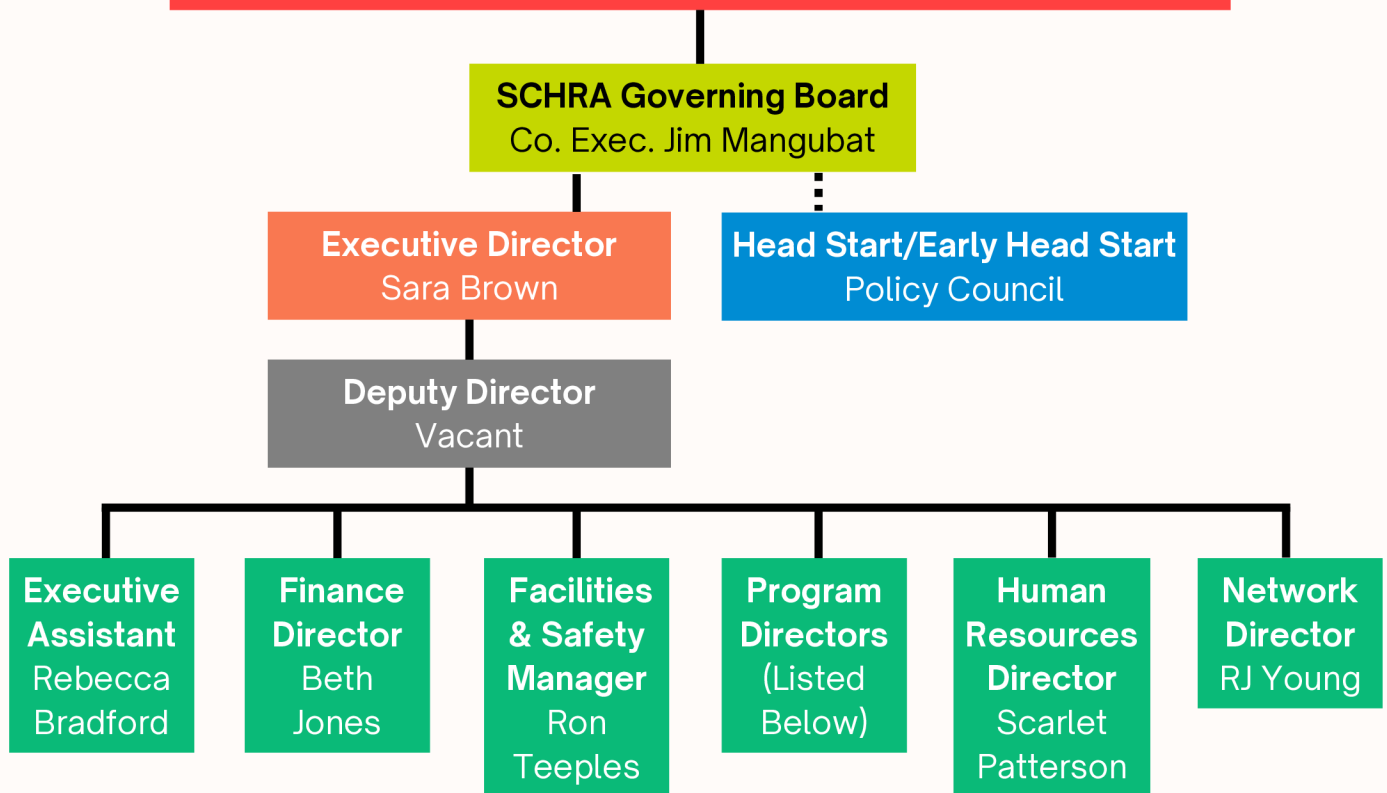 SCHRA Governing Board
Co. Exec. Jim Mangubat
Executive Director
Sara Brown
Head Start/Early Head Start
Policy Council
Deputy Director
Vacant
Executive
Assistant
Rebecca
Bradford
Finance
Director
Beth
Jones
Facilities
& Safety
Manager
Ron
Teeples
Program
Directors
(Listed
Below)
Human
Resources
Director
Scarlet
Patterson
Network
Director
RJ Young